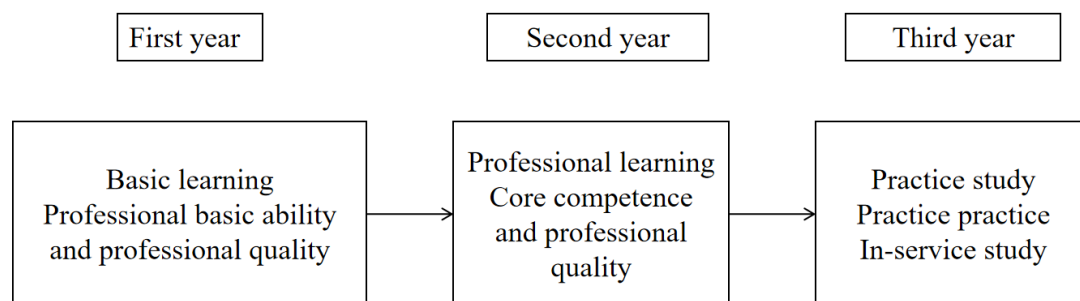 First year
Second year
Third year
Basic learning
Professional basic ability
and professional quality
Professional learning
Core competence
and professional
quality
Practice study
Practice practice
In-service study